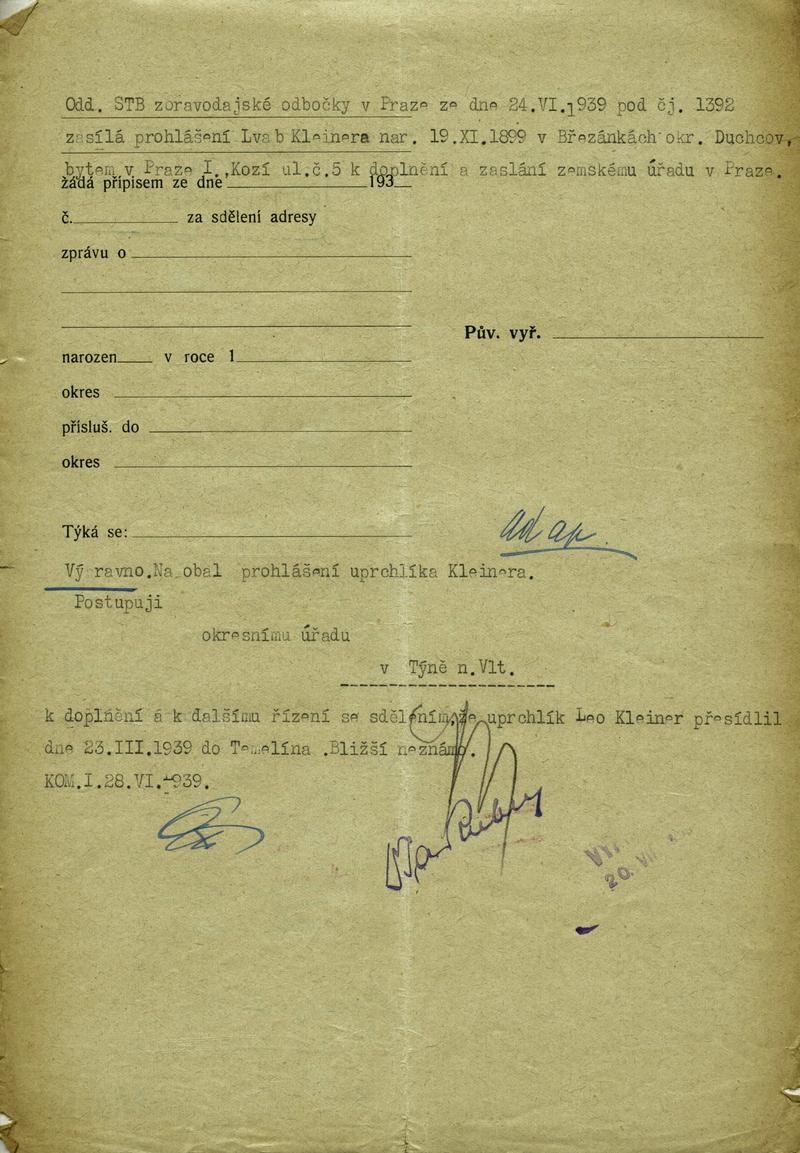 Odd. STB zpravodajské odbočky v Praze ze dne 24.VI.1939 pod čj. 1392
zasílá prohlášení Lva b Kleinera nar. 19.XI.1899 v Březánkách okr. Duchcov,
bytem v Praze I.,Kozí ul.č.5 k doplnění a zaslání zemskému úřadu v Praze.
žádá přípisem ze dne 193
č. za sdělení adresy
zprávu o
Pův. vyř.
narozen v roce 1
okres
přísluš. do
okres
Týká se:
ad ap.
Vý ravno.Na obal prohlášení uprchlíka Kleinera.
Postupuji
okresnímu úřadu
v Týně n.Vlt.
k doplnění a k dalšímu řízení se sdělením,že uprchlík Leo Kleiner přesídlil
dne 23.III.1939 do Temelína .Bližší neznámo.
KOM.I.28.VI.1939.
20.